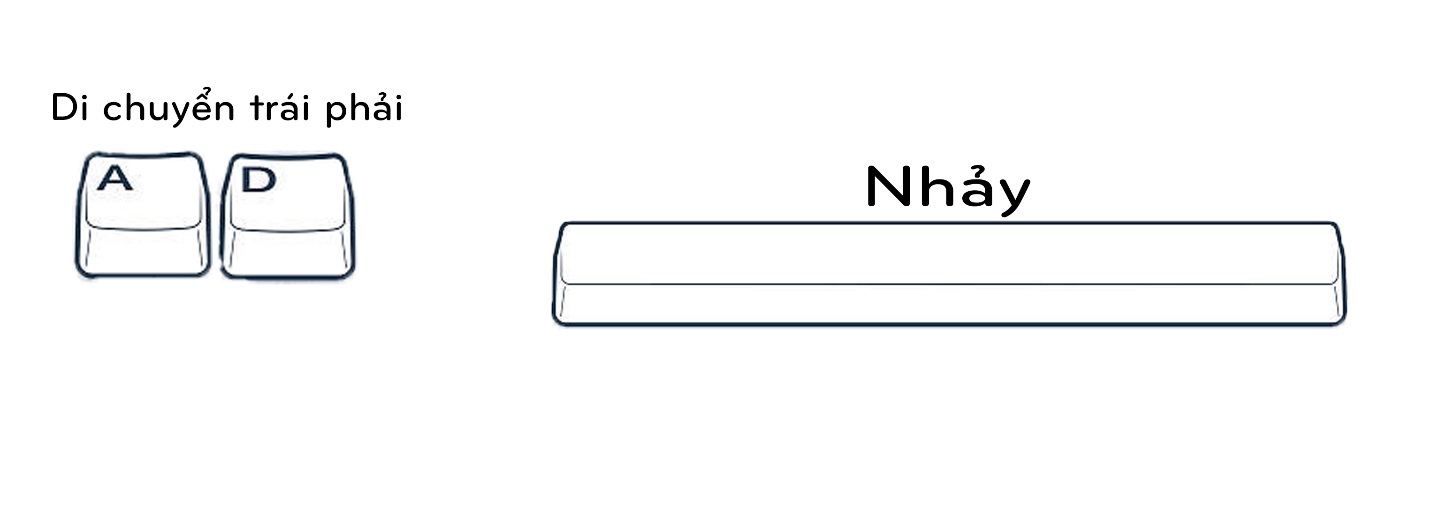 Di chuyển trái phải
A D
Nhảy